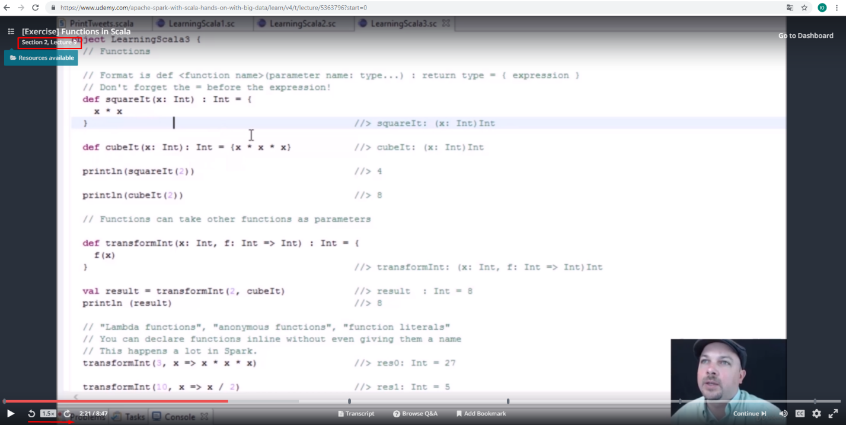 https://www.udemy.com/apache-spark-with-scala-hands-on-with-big-data/learn/v4/t/lecture/5363796?start=0
PrintTweets.scala LearningScala1.sc LearningScala2.sc LearningScala3.sc
[Exercise] Functions in Scala
Section 2, Lecture
Go to Dashboard
Resources available
object LearningScala3 {
// Functions
// Format is def <function name>(parameter name: type...) : return type = { expression }
// Don't forget the = before the expression!
def squareIt(x: Int) : Int = {
x * x
} //> squareIt: (x: Int)Int
def cubeIt(x: Int): Int = {x * x * x} //> cubeIt: (x: Int)Int
println(squareIt(2)) //> 4
println(cubeIt(2)) //> 8
// Functions can take other functions as parameters
def transformInt(x: Int, f: Int => Int) : Int = {
f(x)
} //> transformInt: (x: Int, f: Int => Int)Int
val result = transformInt(2, cubeIt) //> result : Int = 8
println (result) //> 8
// "Lambda functions", "anonymous functions", "function literals"
// You can declare functions inline without even giving them a name
// This happens a lot in Spark.
transformInt(3, x => x * x * x) //> res0: Int = 27
transformInt(10, x => x / 2) //> res1: Int = 5
1.5x 2:21 / 8:47 Transcript Browse Q&A Add Bookmark Continue
Problems Tasks Console